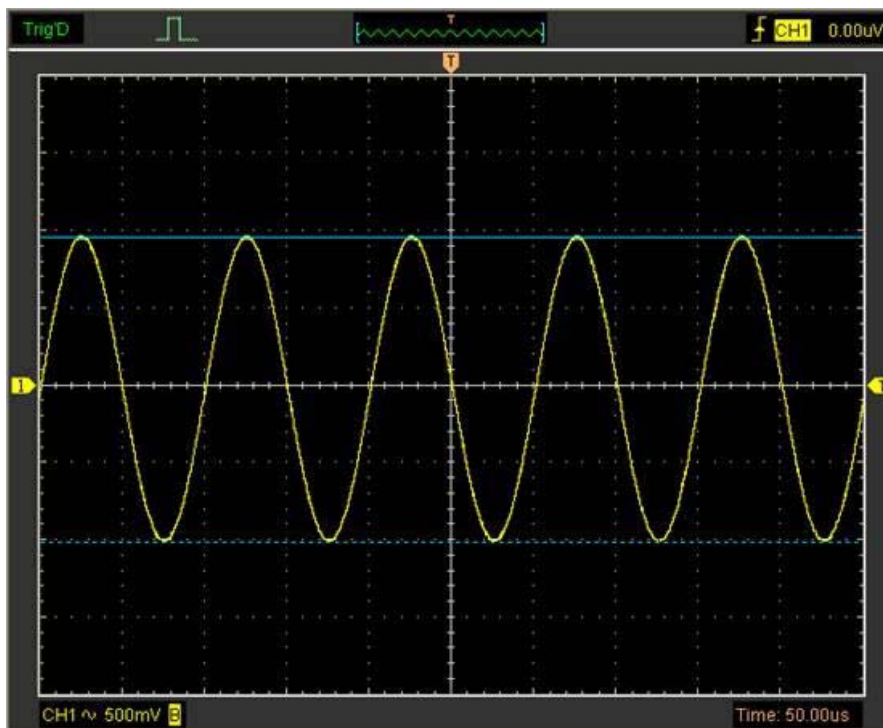 Trig'D
T
CH1 0.00uV
T
1
CH1 ∿ 500mV B
Time: 50.00us